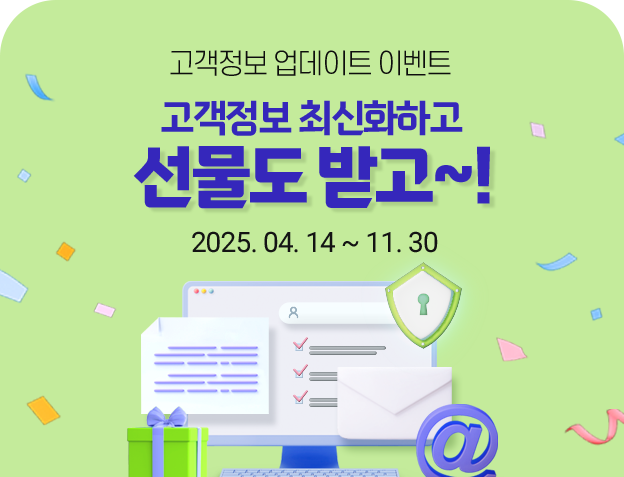 고객정보 업데이트 이벤트
고객정보 최신화하고
선물도 받고~!
2025. 04. 14 ~ 11. 30
@